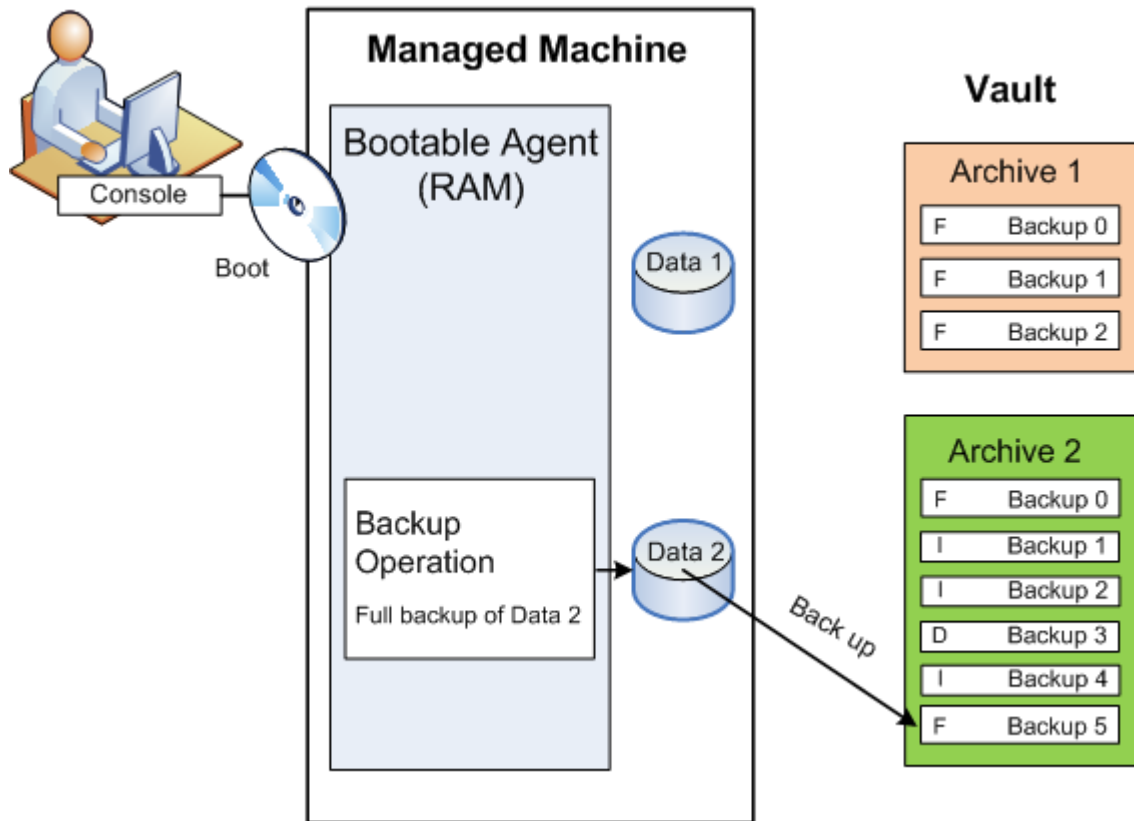 Managed Machine
Bootable Agent
(RAM)
Console
Boot
Data 1
Backup
Operation
Full backup of Data 2
Data 2
Back up
Vault
Archive 1
F Backup 0
F Backup 1
F Backup 2
Archive 2
F Backup 0
I Backup 1
I Backup 2
D Backup 3
I Backup 4
F Backup 5